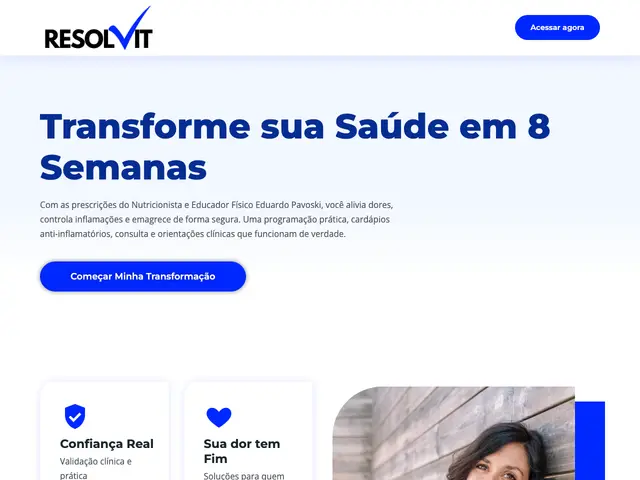 RESOLVIT
Acessar agora
Transforme sua Saúde em 8
Semanas
Com as prescrições do Nutricionista e Educador Físico Eduardo Pavoski, você alivia dores,
controla inflamações e emagrece de forma segura. Uma programação prática, cardápios
anti-inflamatórios, consulta e orientações clínicas que funcionam de verdade.
Começar Minha Transformação
Confiança Real
Validação clínica e
prática
Sua dor tem
Fim
Soluções para quem